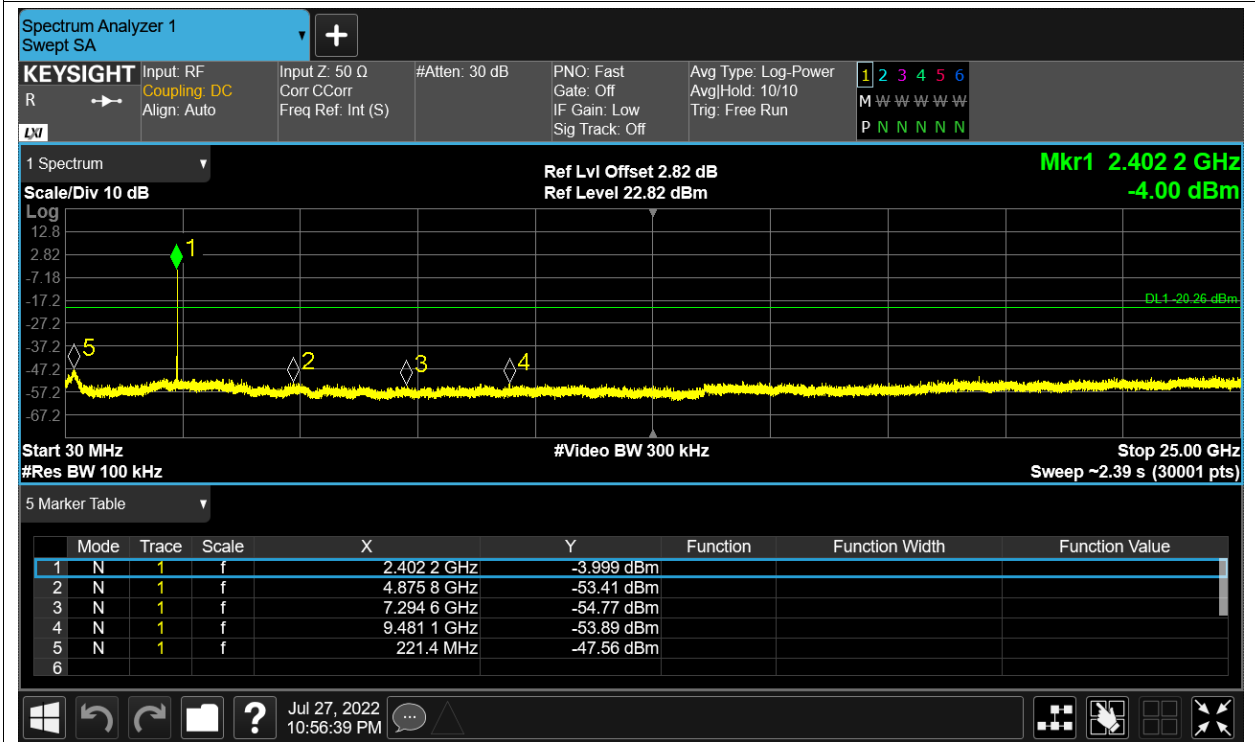 Spectrum Analyzer 1
Swept SA
+
KEYSIGHT Input: RF Input Z: 50 Ω #Atten: 30 dB PNO: Fast Avg Type: Log-Power 1 2 3 4 5 6
R Coupling: DC Corr CCorr Gate: Off Avg|Hold: 10/10 M W W W W W
Align: Auto Freq Ref: Int (S) IF Gain: Low Trig: Free Run
LXI Sig Track: Off P N N N N N
1 Spectrum Ref Lvl Offset 2.82 dB Mkr1 2.402 2 GHz
Scale/Div 10 dB Ref Level 22.82 dBm -4.00 dBm
Log
12.8
1
2.82
-7.18
-17.2 DL1 -20.26 dBm
-27.2
-37.2
5
2 3 4
-47.2
-57.2
-67.2
Start 30 MHz #Video BW 300 kHz Stop 25.00 GHz
#Res BW 100 kHz Sweep ~2.39 s (30001 pts)
5 Marker Table
Mode Trace Scale X Y Function Function Width Function Value
1 N 1 f 2.402 2 GHz -3.999 dBm
2 N 1 f 4.875 8 GHz -53.41 dBm
3 N 1 f 7.294 6 GHz -54.77 dBm
4 N 1 f 9.481 1 GHz -53.89 dBm
5 N 1 f 221.4 MHz -47.56 dBm
6
? Jul 27, 2022
10:56:39 PM